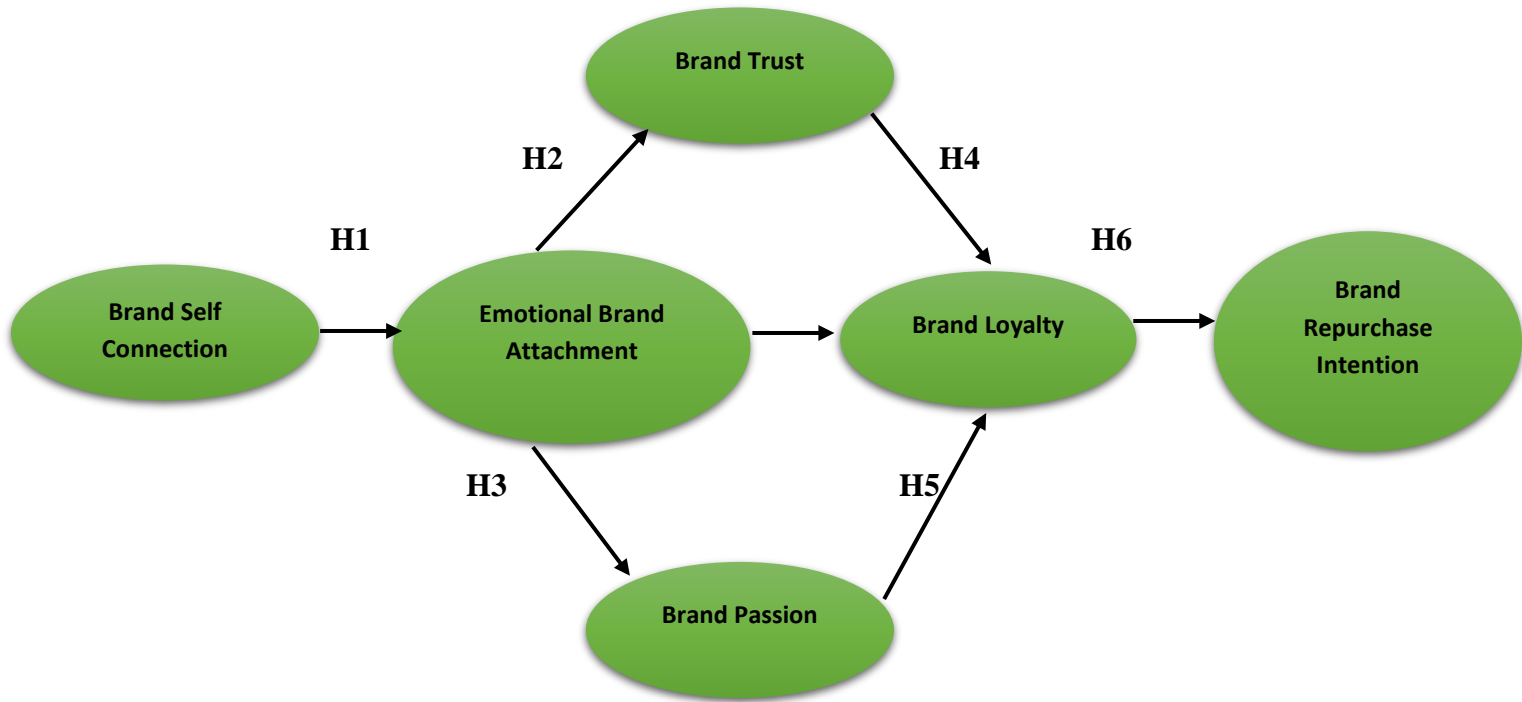 Brand Trust
H2
H4
H1
H6
Brand Self
Connection
Emotional Brand
Attachment
Brand Loyalty
Brand
Repurchase
Intention
H3
H5
Brand Passion